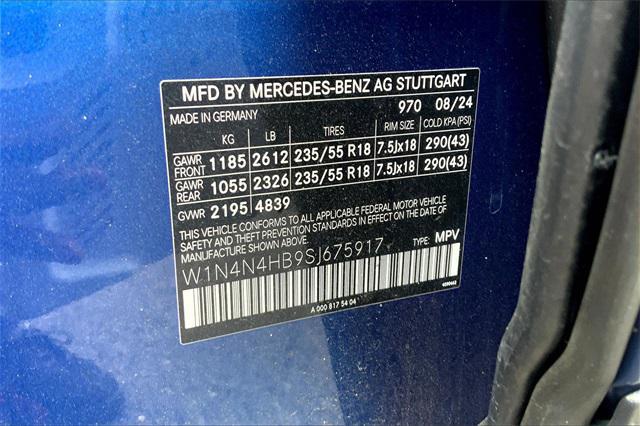 MFD BY MERCEDES-BENZ AG STUTTGART
MADE IN GERMANY 970 08/24
KG LB TIRES RIM SIZE COLD KPA(PSI)
GAWR FRONT 1185 2612 235/55 R18 7.5Jx18 290(43)
GAWR REAR 1055 2326 235/55 R18 7.5Jx18 290(43)
GVWR 2195 4839
THIS VEHICLE CONFORMS TO ALL APPLICABLE FEDERAL MOTOR VEHICLE
SAFETY, BUMPER, AND THEFT PREVENTION STANDARDS IN EFFECT ON THE DATE OF
MANUFACTURE SHOWN ABOVE.
W1N4N4HB9SJ675917 TYPE: MPV
A 000 817 54 04